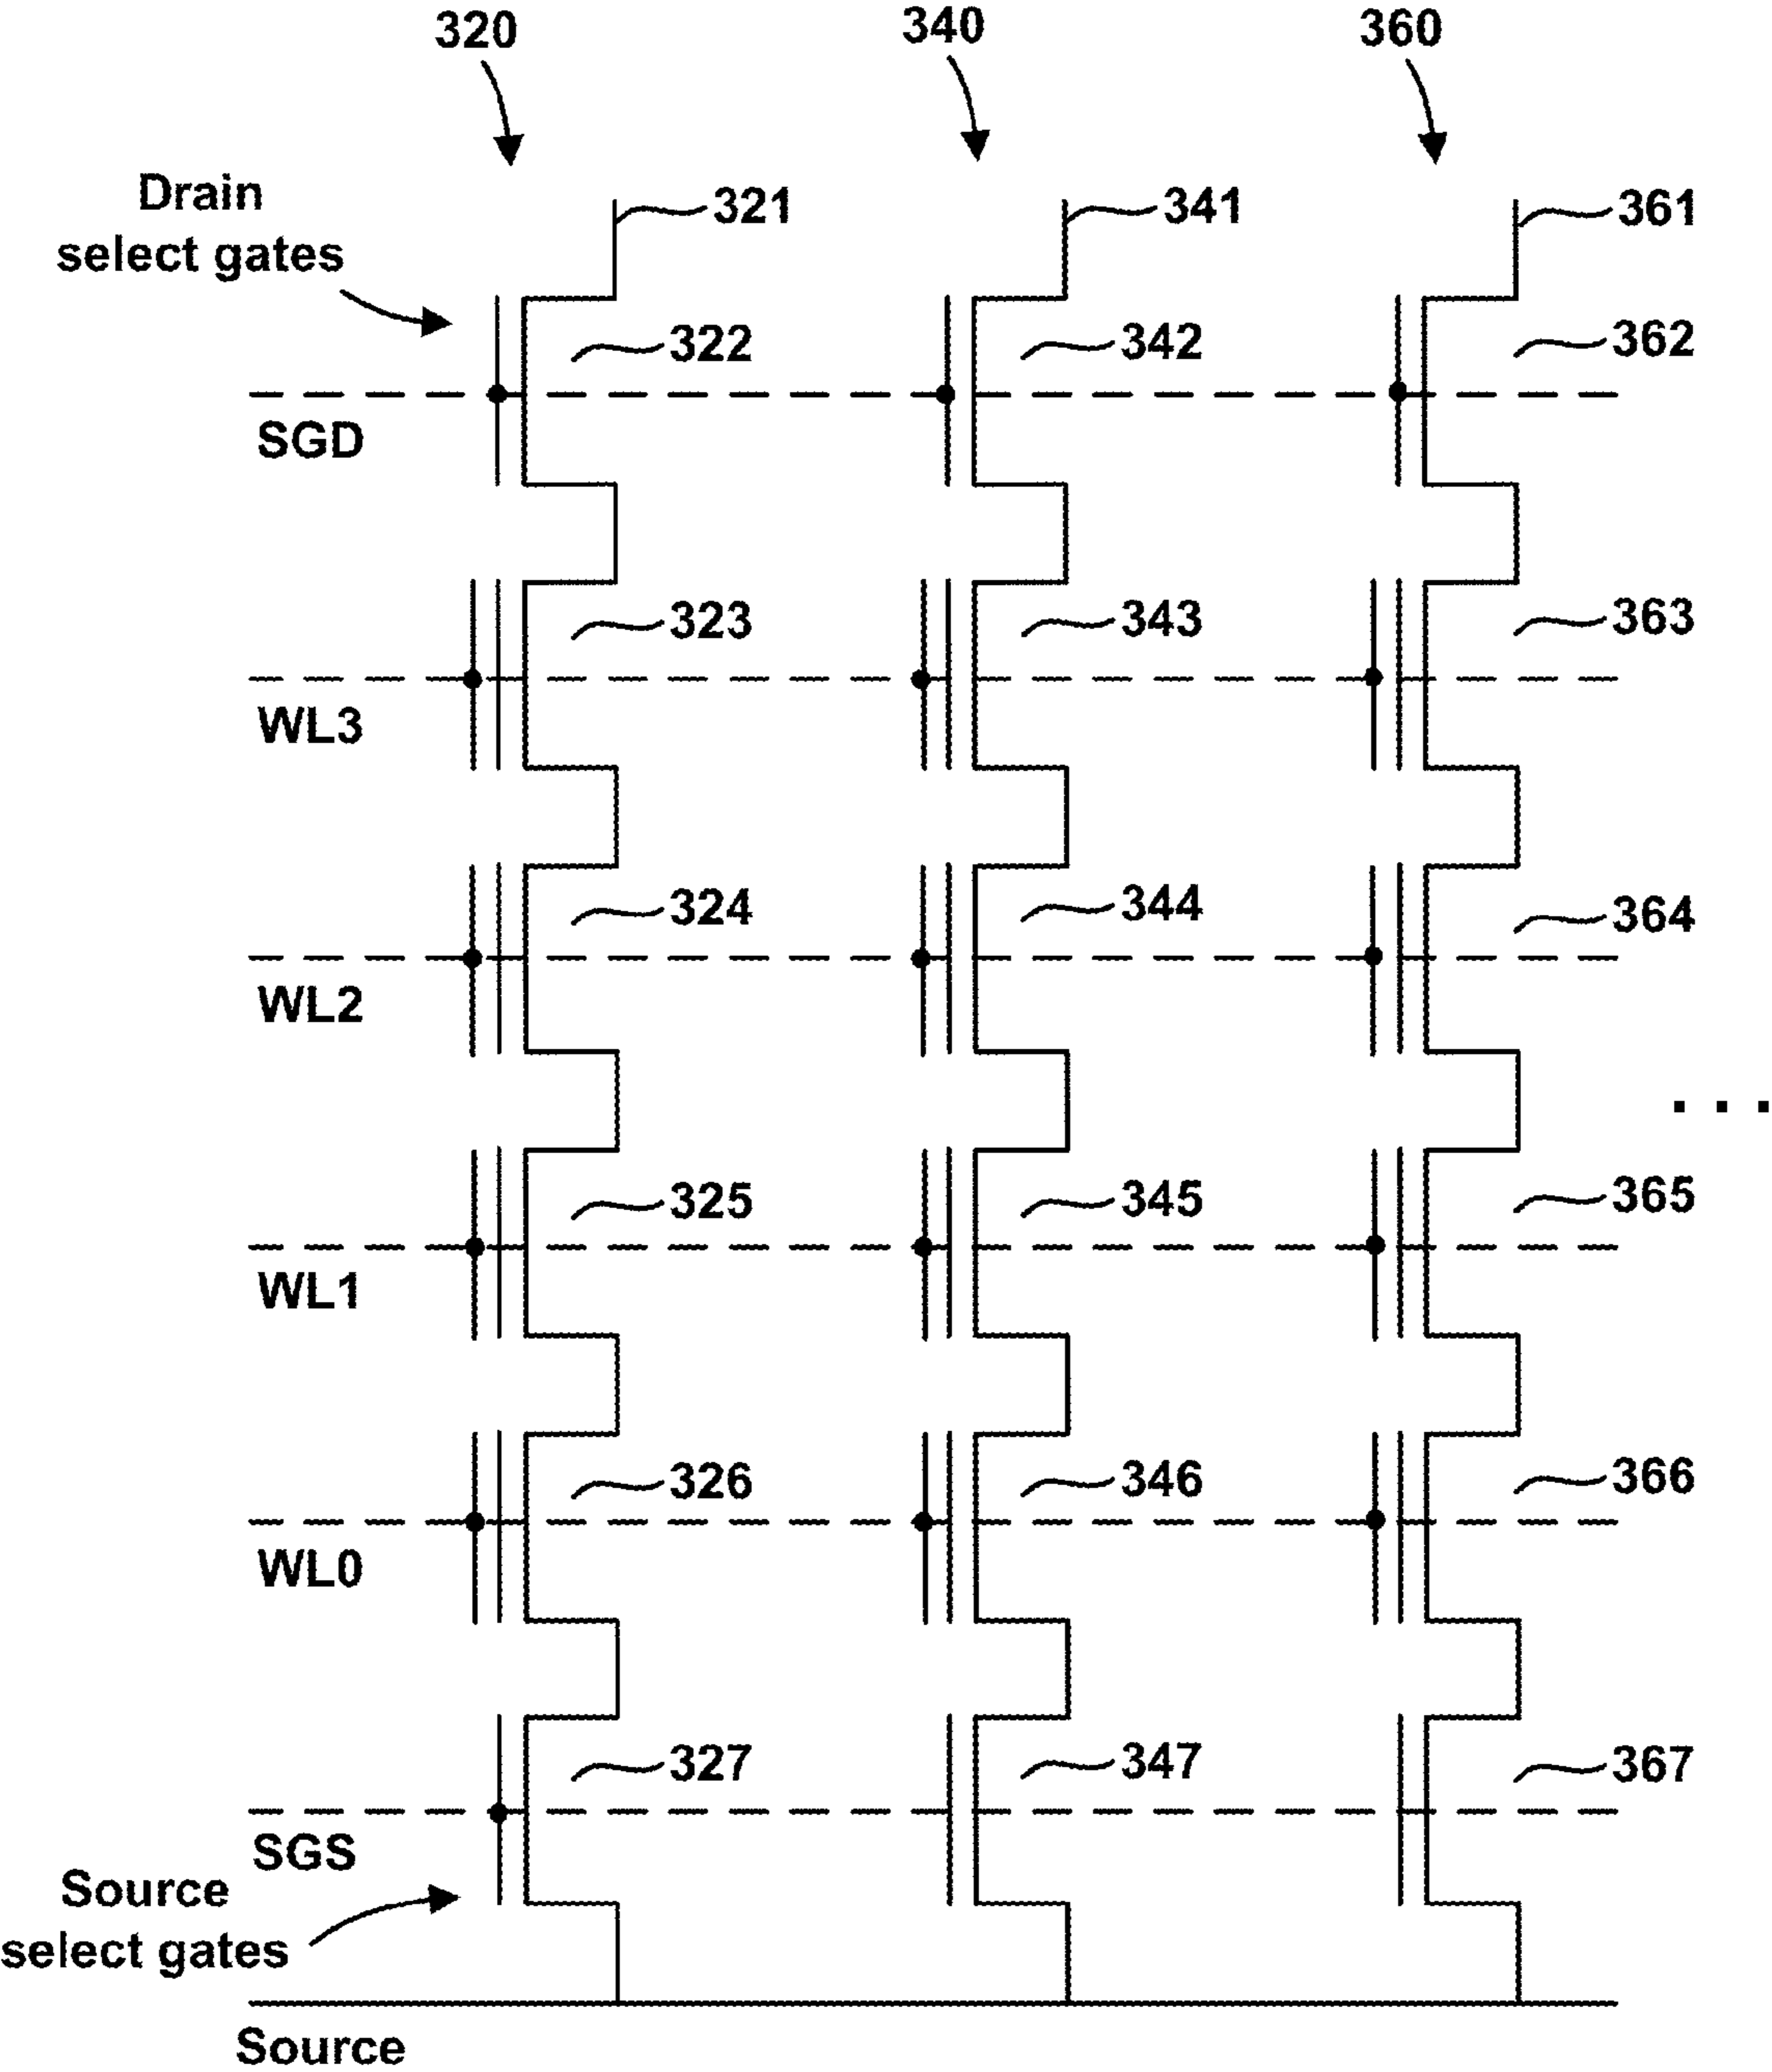 320 340 360
Drain
select gates
321 341 361
322 342 362
SGD
323 343 363
WL3
324 344 364
WL2
. . .
325 345 365
WL1
326 346 366
WL0
327 347 367
SGS
Source
select gates
Source